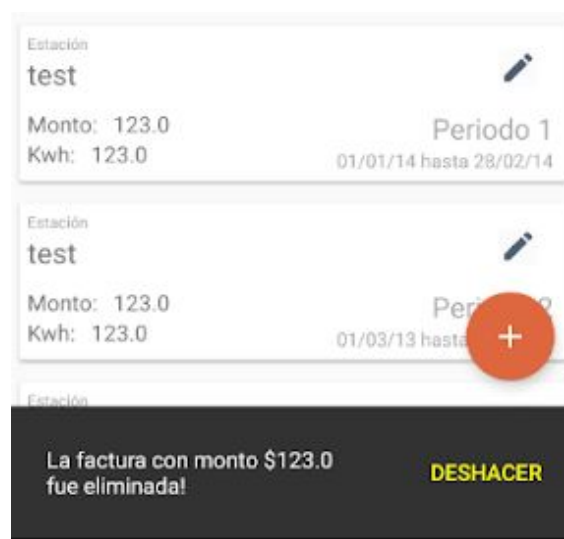 Estación
test
Monto: 123.0
Periodo 1
Kwh: 123.0
01/01/14 hasta 28/02/14
Estación
test
Monto: 123.0
Kwh: 123.0
01/03/13 hasta
+
Estación
La factura con monto $123.0
fue eliminada!
DESHACER